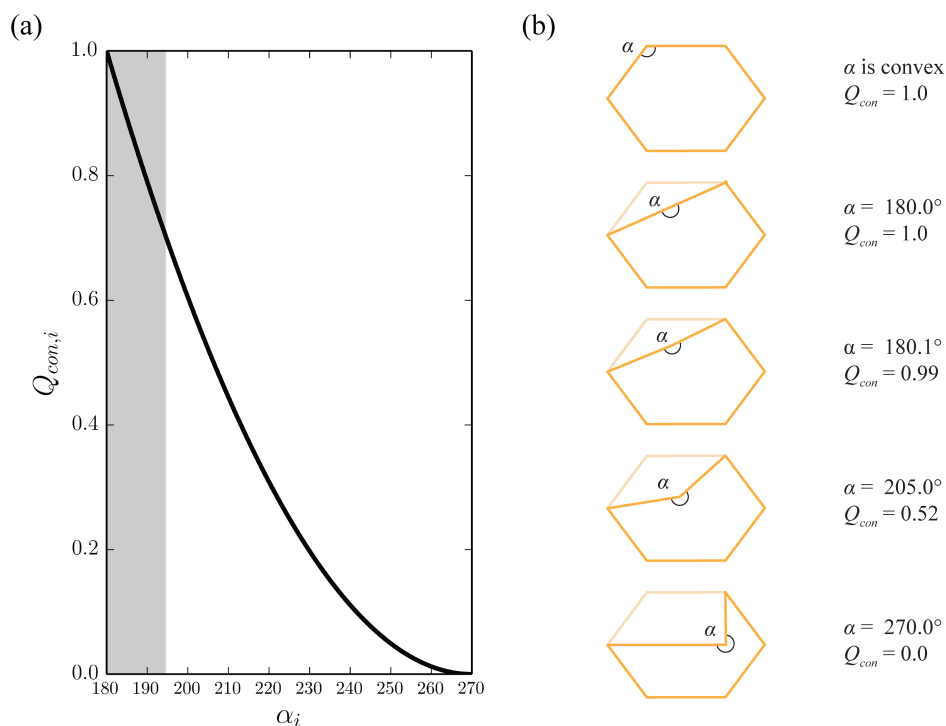 (a)
1.0
0.8
0.6
0.4
0.2
0.0
Q_{con,i}
180 190 200 210 220 230 240 250 260 270
α_i
(b)
α
α is convex
Q_{con} = 1.0
α
α = 180.0°
Q_{con} = 1.0
α
α = 180.1°
Q_{con} = 0.99
α
α = 205.0°
Q_{con} = 0.52
α
α = 270.0°
Q_{con} = 0.0